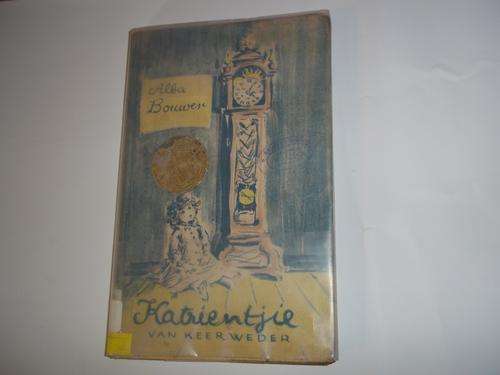 Alba
Bouwer
Katrientjie
VAN KEERWEDER